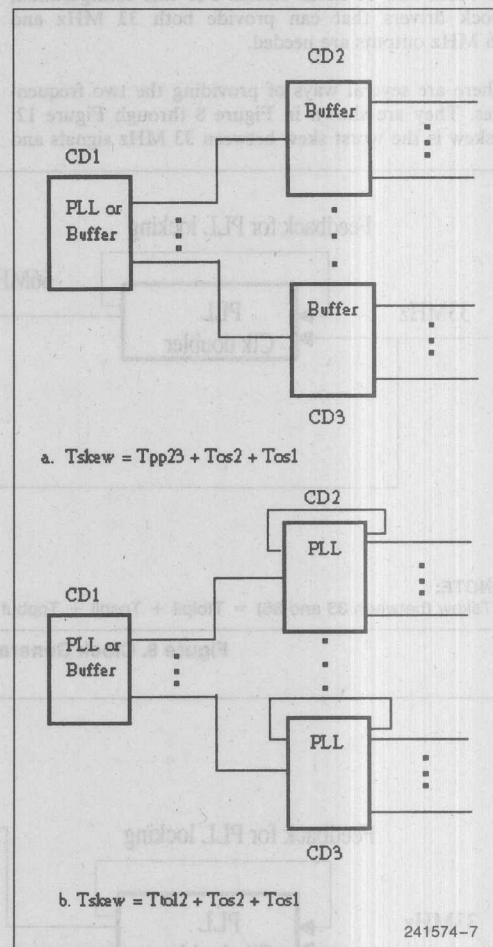 CD2
Buffer
CD1
PLL or
Buffer
Buffer
CD3
a. Tskew = Tpp23 + Tos2 + Tos1
CD2
PLL
CD1
PLL or
Buffer
PLL
CD3
b. Tskew = Ttol2 + Tos2 + Tos1
241574-7